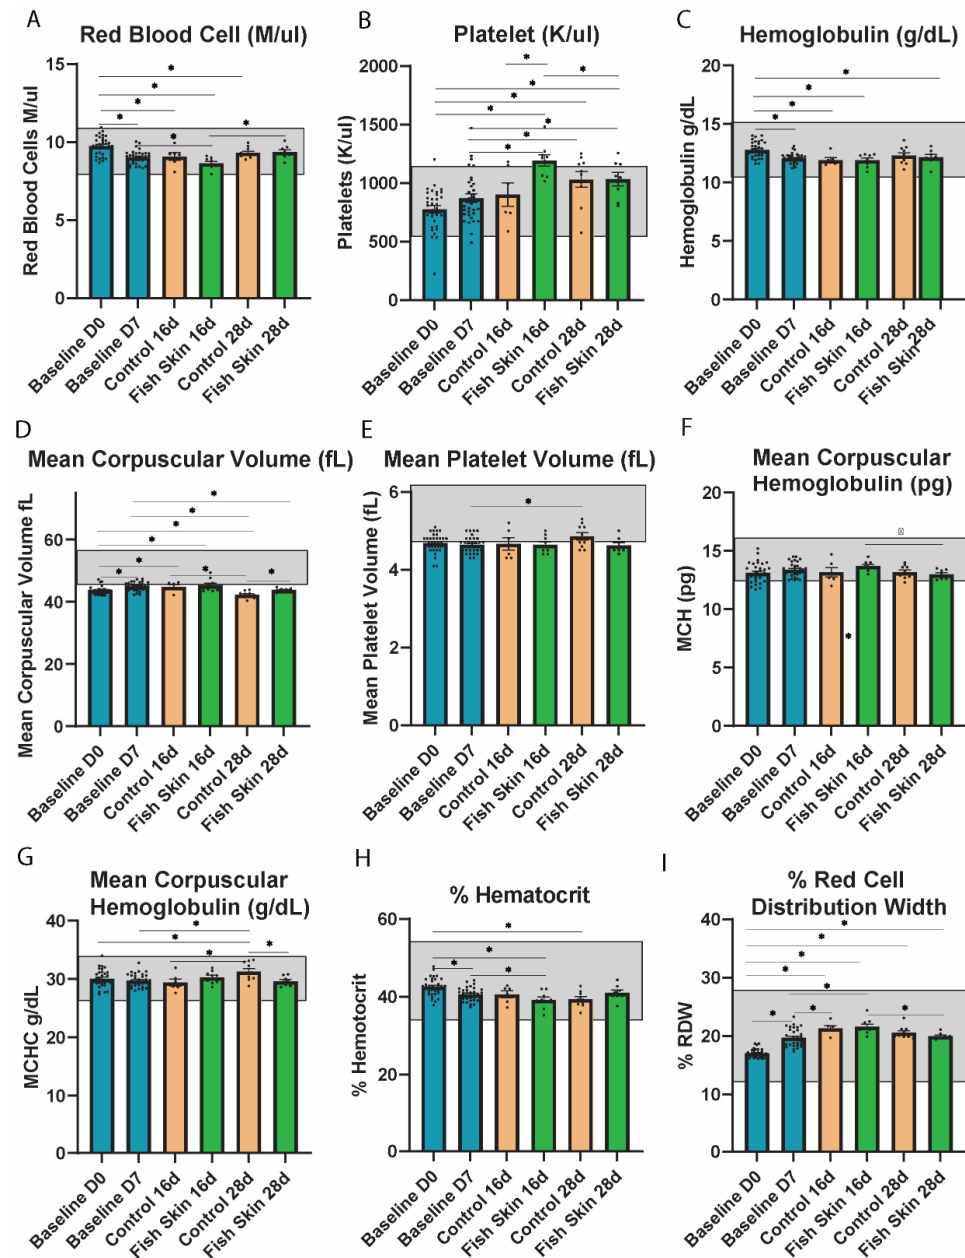 A
Red Blood Cell (M/ul)
Red Blood Cells M/ul
15
10
5
0
* * * * * *
Baseline D0
Baseline D7
Control 16d
Fish Skin 16d
Control 28d
Fish Skin 28d
B
Platelet (K/ul)
Platelets (K/ul)
2000
1500
1000
500
0
* * * * * * * *
Baseline D0
Baseline D7
Control 16d
Fish Skin 16d
Control 28d
Fish Skin 28d
C
Hemoglobulin (g/dL)
Hemoglobulin g/dL
20
15
10
5
0
* * * *
Baseline D0
Baseline D7
Control 16d
Fish Skin 16d
Control 28d
Fish Skin 28d
D
Mean Corpuscular Volume (fL)
Mean Corpuscular Volume fL
60
40
20
0
* * * * * * * *
Baseline D0
Baseline D7
Control 16d
Fish Skin 16d
Control 28d
Fish Skin 28d
E
Mean Platelet Volume (fL)
Mean Platelet Volume (fL)
6
4
2
0
*
Baseline D0
Baseline D7
Control 16d
Fish Skin 16d
Control 28d
Fish Skin 28d
F
Mean Corpuscular
Hemoglobulin (pg)
MCH (pg)
20
15
10
5
0
*
Baseline D0
Baseline D7
Control 16d
Fish Skin 16d
Control 28d
Fish Skin 28d
G
Mean Corpuscular
Hemoglobulin (g/dL)
MCHC g/dL
40
30
20
10
0
* * * *
Baseline D0
Baseline D7
Control 16d
Fish Skin 16d
Control 28d
Fish Skin 28d
H
% Hematocrit
% Hemotocrit
60
40
20
0
* * * *
Baseline D0
Baseline D7
Control 16d
Fish Skin 16d
Control 28d
Fish Skin 28d
I
% Red Cell
Distribution Width
% RDW
40
30
20
10
0
* * * * * * * *
Baseline D0
Baseline D7
Control 16d
Fish Skin 16d
Control 28d
Fish Skin 28d